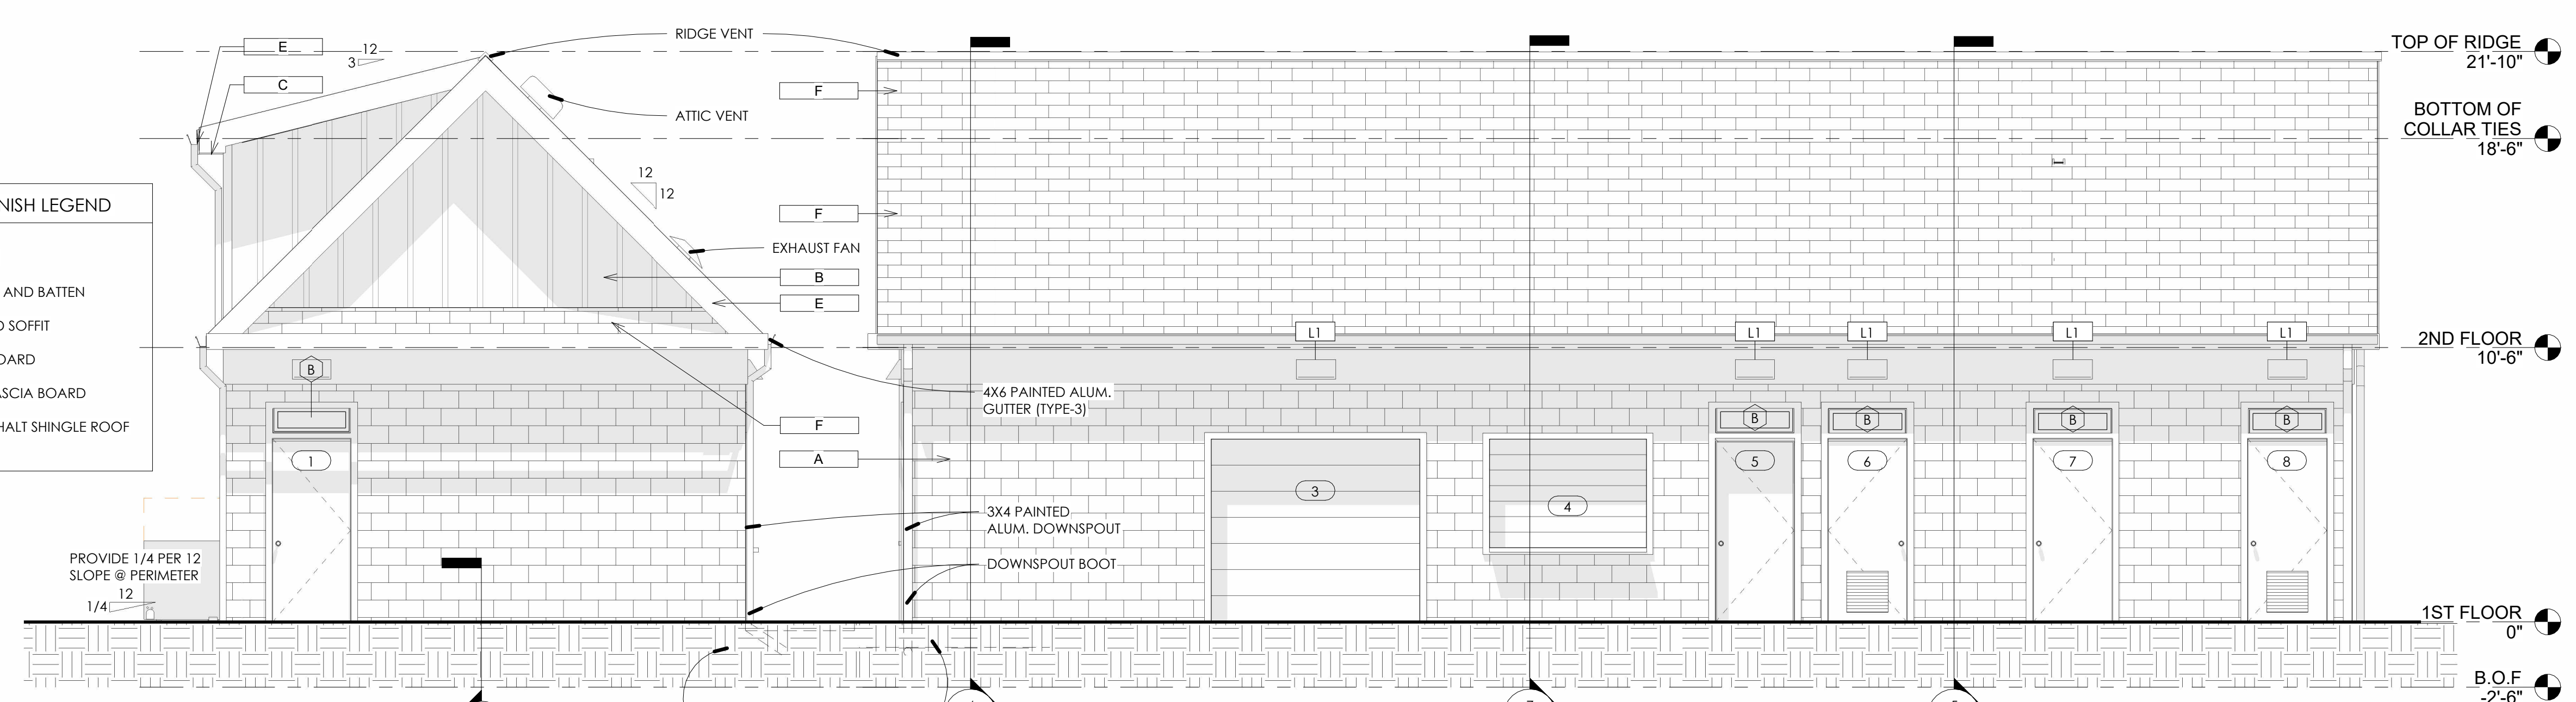 E
12
3
C
RIDGE VENT
ATTIC VENT
12
12
EXHAUST FAN
B
E
F
F
TOP OF RIDGE
21'-10"
BOTTOM OF
COLLAR TIES
18'-6"
NISH LEGEND
AND BATTEN
SOFFIT
SCIA BOARD
HALT SHINGLE ROOF
L1
L1
L1
L1
L1
2ND FLOOR
10'-6"
B
4X6 PAINTED ALUM.
GUTTER (TYPE-3)
F
A
B
B
B
B
1
3
4
5
6
7
8
3X4 PAINTED
ALUM. DOWNSPOUT
DOWNSPOUT BOOT
PROVIDE 1/4 PER 12
SLOPE @ PERIMETER
12
1/4
1ST FLOOR
0"
B.O.F
-2'-6"